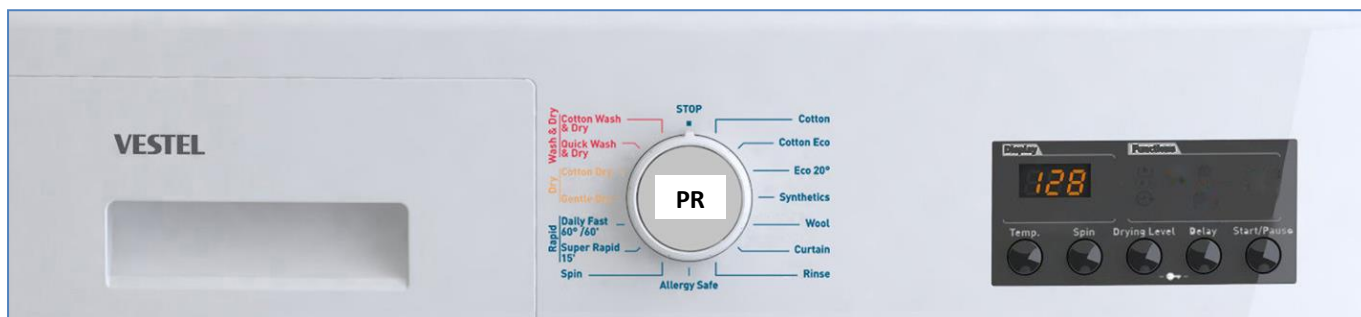 VESTEL
STOP
Wash & Dry
Cotton Wash
& Dry
Quick Wash
& Dry
Dry
Cotton Dry
Gentle Dry
Rapid
Daily Fast
60° /60'
Super Rapid
15'
Spin
Allergy Safe
PR
Cotton
Cotton Eco
Eco 20°
Synthetics
Wool
Curtain
Rinse
Display
Functions
128
Temp. Spin Drying Level Delay Start/Pause